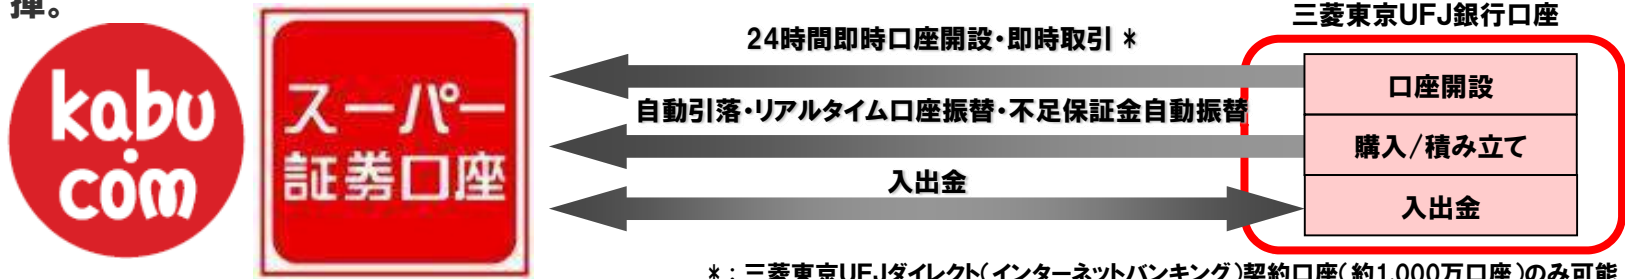 揮。
三菱東京UFJ銀行口座
kabu
.
com
スーパー
証券口座
24時間即時口座開設・即時取引 *
口座開設
自動引落・リアルタイム口座振替・不足保証金自動振替
購入/積み立て
入出金
入出金
*：三菱東京UFJダイレクト(インターネットバンキング)契約口座(約1,000万口座)のみ可能